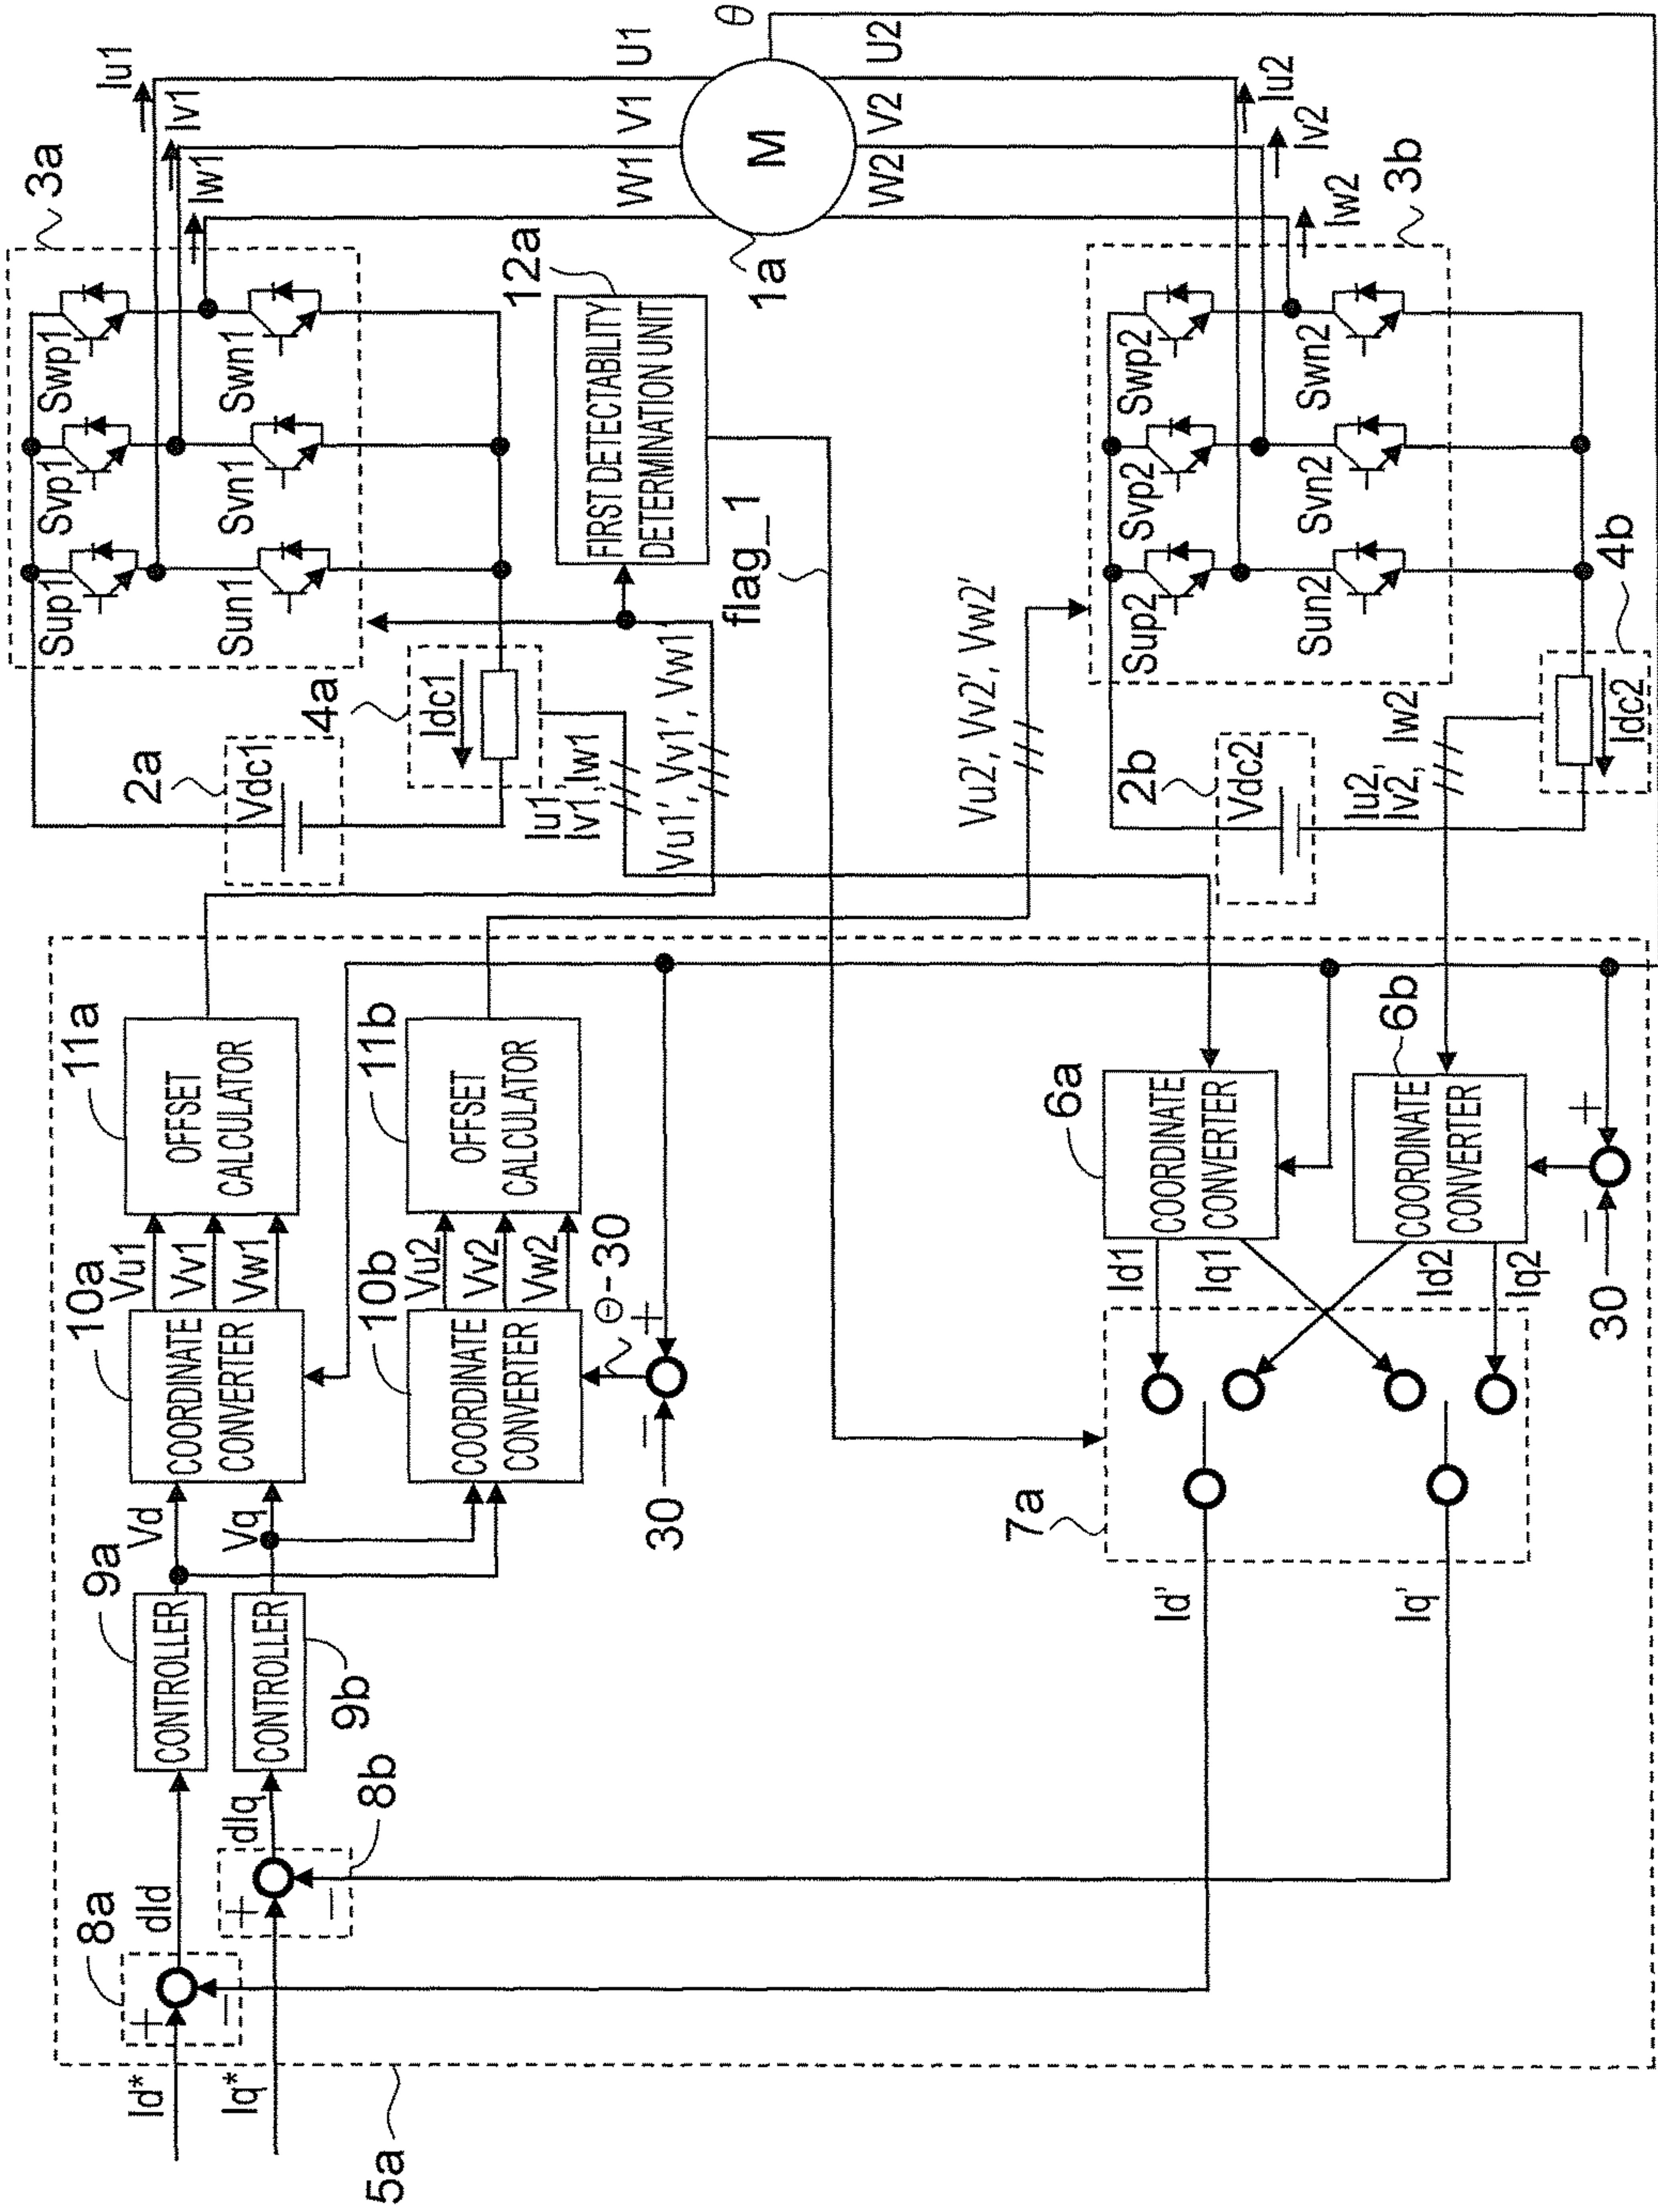 Id*
Iq*
5a
8a
+
−
dId
8b
+
−
dIq
9a
CONTROLLER
9b
CONTROLLER
Vd
Vq
10a
COORDINATE
CONVERTER
Vu1
Vv1
Vw1
11a
OFFSET
CALCULATOR
10b
COORDINATE
CONVERTER
Vu2
Vv2
Vw2
11b
OFFSET
CALCULATOR
Θ-30
+
−
30
Id'
Iq'
7a
Id1
Iq1
Id2
Iq2
6a
COORDINATE
CONVERTER
6b
COORDINATE
CONVERTER
+
−
30
2a
Vdc1
4a
Idc1
Iu1,
Iv1,Iw1
Vu1', Vv1', Vw1'
flag_1
12a
FIRST DETECTABILITY
DETERMINATION UNIT
3a
Sup1
Svp1
Swp1
Sun1
Svn1
Swn1
Iu1
Iv1
Iw1
U1
V1
W1
M
1a
θ
U2
V2
W2
Iu2
Iv2
Iw2
3b
Sup2
Svp2
Swp2
Sun2
Svn2
Swn2
Vu2', Vv2', Vw2'
2b
Vdc2
Iu2,
Iv2, Iw2
4b
Idc2